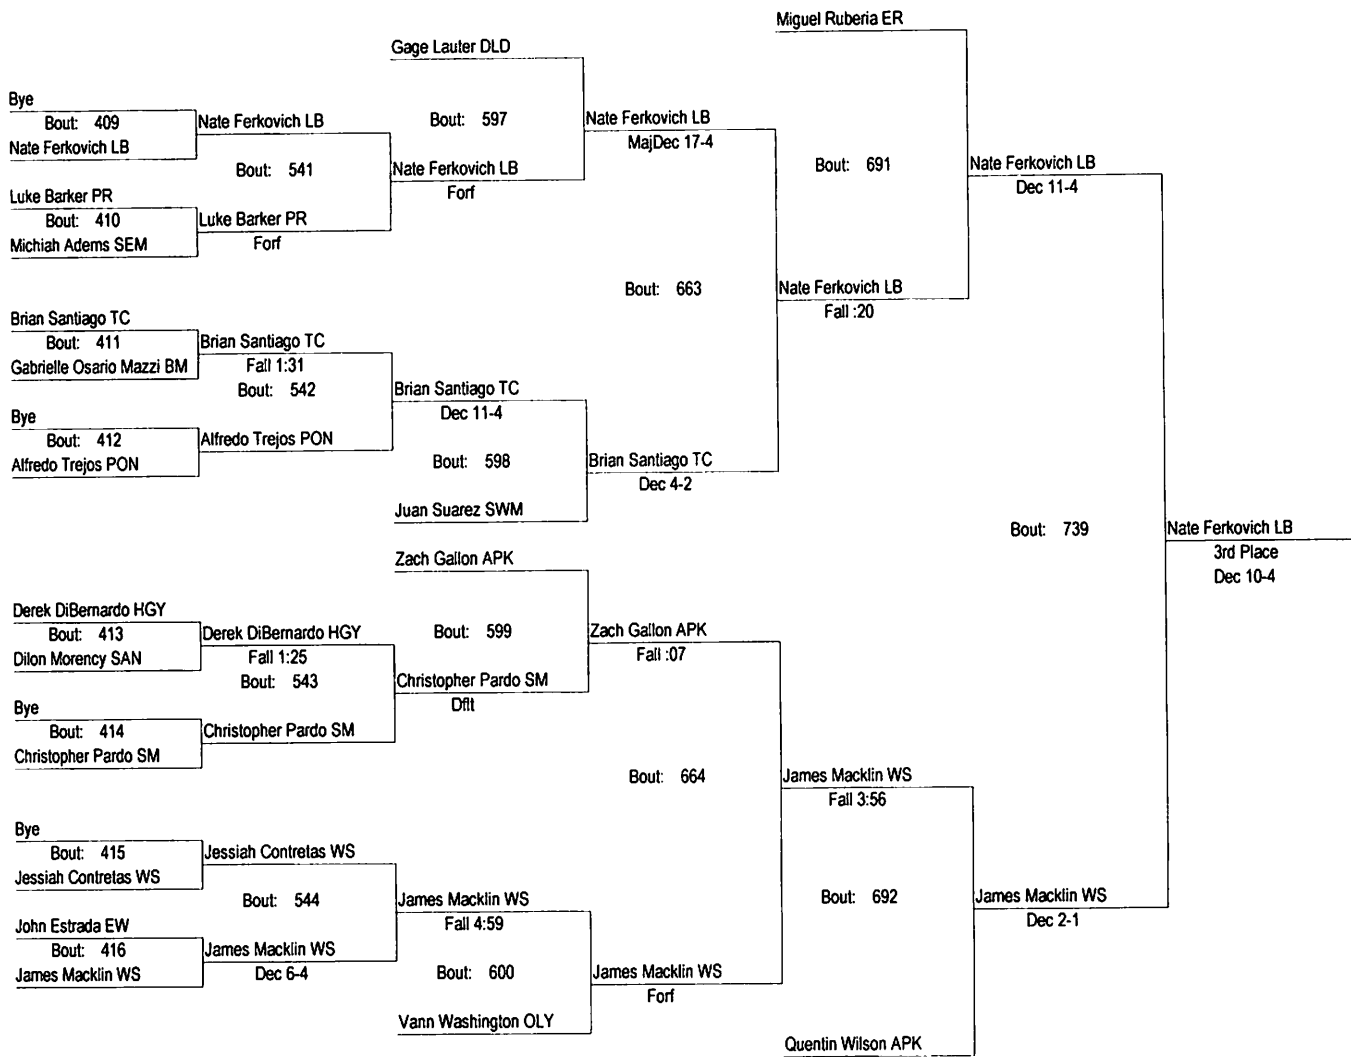 Miguel Ruberia ER
Gage Lauter DLD
Bye
Bout: 409
Nate Ferkovich LB
Nate Ferkovich LB
Bout: 541
Luke Barker PR
Bout: 410
Michiah Adems SEM
Luke Barker PR
Forf
Bout: 597
Nate Ferkovich LB
Forf
Nate Ferkovich LB
MajDec 17-4
Bout: 691
Nate Ferkovich LB
Dec 11-4
Bout: 663
Nate Ferkovich LB
Fall :20
Brian Santiago TC
Bout: 411
Gabrielle Osario Mazzi BM
Brian Santiago TC
Fall 1:31
Bout: 542
Bye
Bout: 412
Alfredo Trejos PON
Alfredo Trejos PON
Brian Santiago TC
Dec 11-4
Bout: 598
Juan Suarez SWM
Brian Santiago TC
Dec 4-2
Bout: 739
Nate Ferkovich LB
3rd Place
Dec 10-4
Zach Gallon APK
Derek DiBernardo HGY
Bout: 413
Dilon Morency SAN
Derek DiBernardo HGY
Fall 1:25
Bout: 543
Bye
Bout: 414
Christopher Pardo SM
Christopher Pardo SM
Bout: 599
Christopher Pardo SM
Dflt
Zach Gallon APK
Fall :07
Bout: 664
James Macklin WS
Fall 3:56
Bye
Bout: 415
Jessiah Contretas WS
Jessiah Contretas WS
Bout: 544
John Estrada EW
Bout: 416
James Macklin WS
James Macklin WS
Dec 6-4
James Macklin WS
Fall 4:59
Bout: 600
Vann Washington OLY
James Macklin WS
Forf
Bout: 692
James Macklin WS
Dec 2-1
Quentin Wilson APK